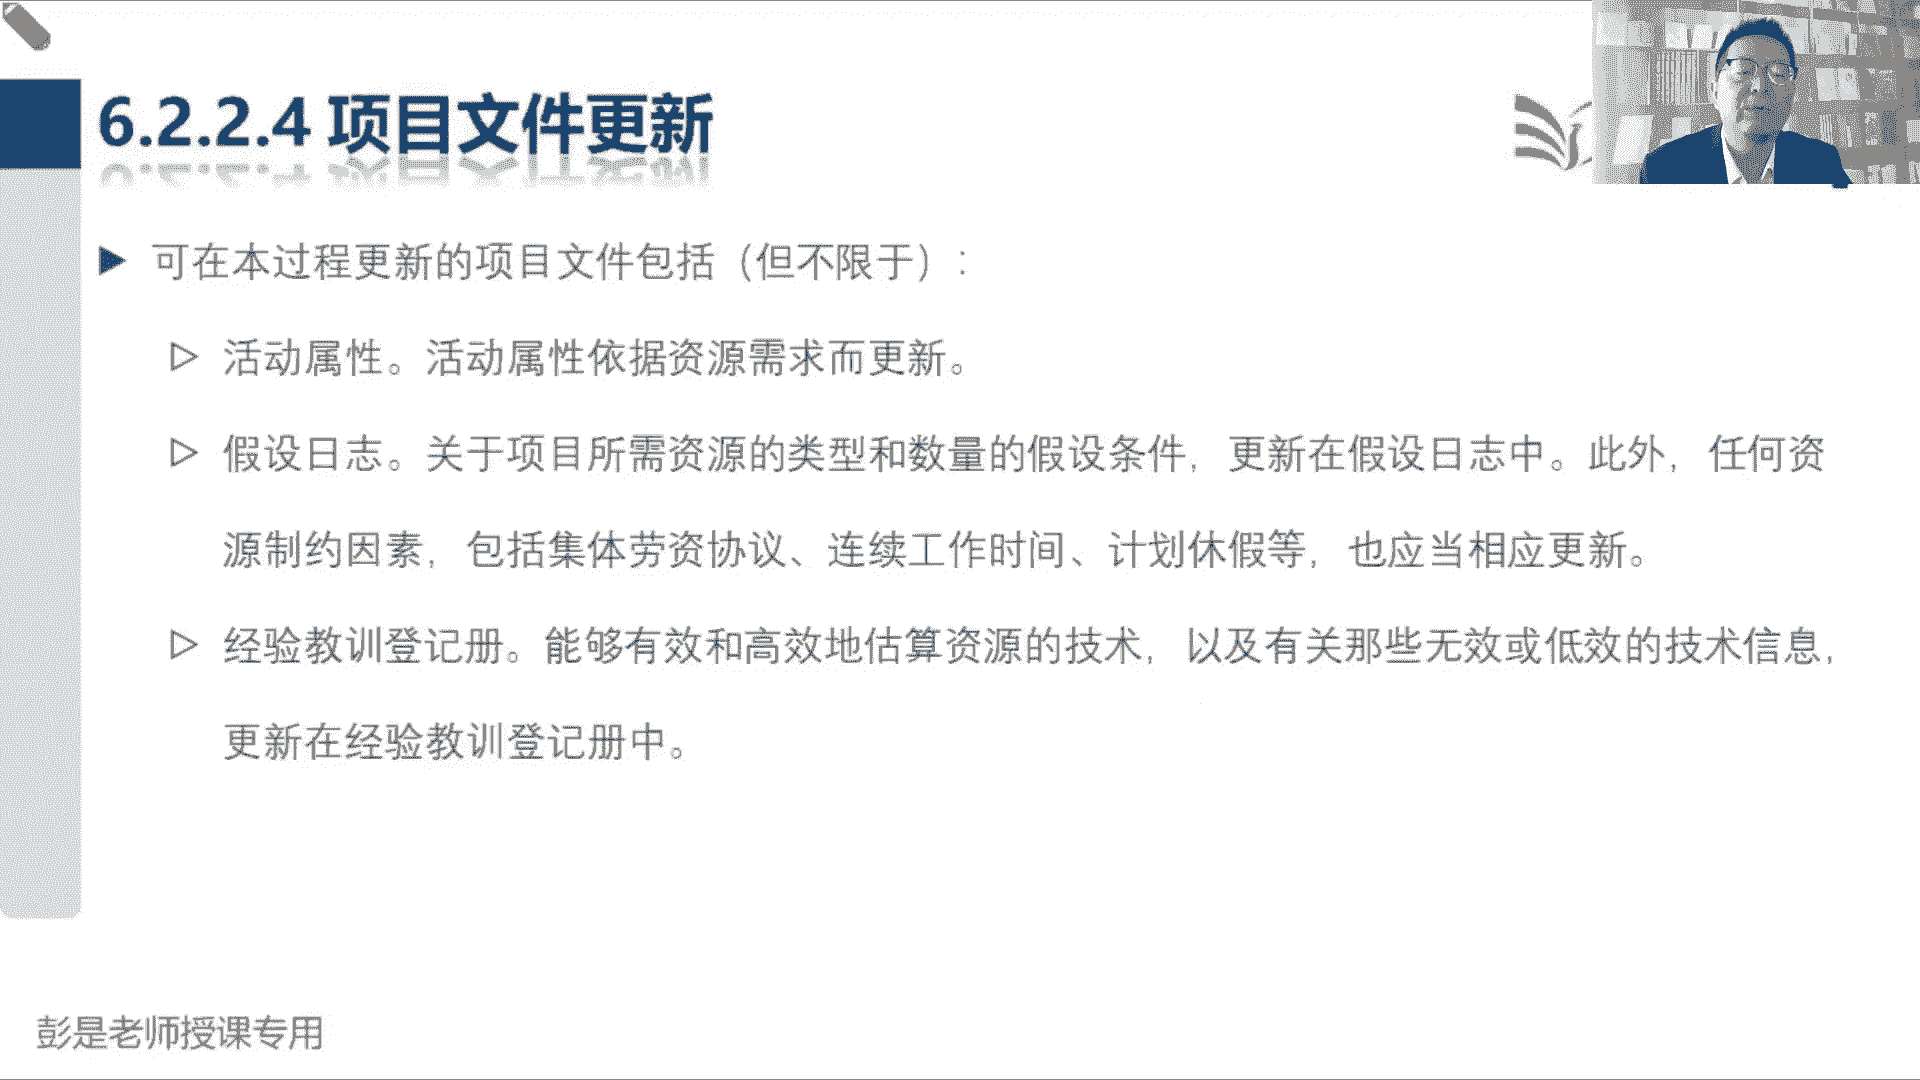 6.2.2.4 项目文件更新
可在本过程更新的项目文件包括（但不限于）：
活动属性。活动属性依据资源需求而更新。
假设日志。关于项目所需资源的类型和数量的假设条件，更新在假设日志中。此外，任何资
源制约因素，包括集体劳资协议、连续工作时间、计划休假等，也应当相应更新。
经验教训登记册。能够有效和高效地估算资源的技术，以及有关那些无效或低效的技术信息，
更新在经验教训登记册中。
彭是老师授课专用